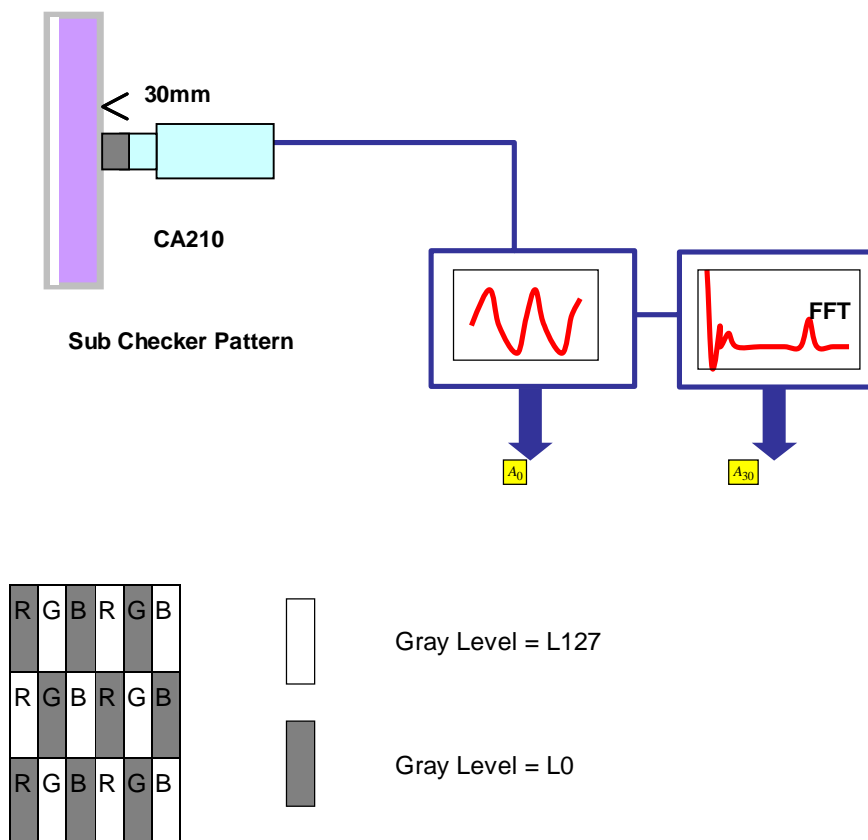 30mm
CA210
FFT
Sub Checker Pattern
A0 A30
R G B R G B
Gray Level = L127
R G B R G B
Gray Level = L0
R G B R G B